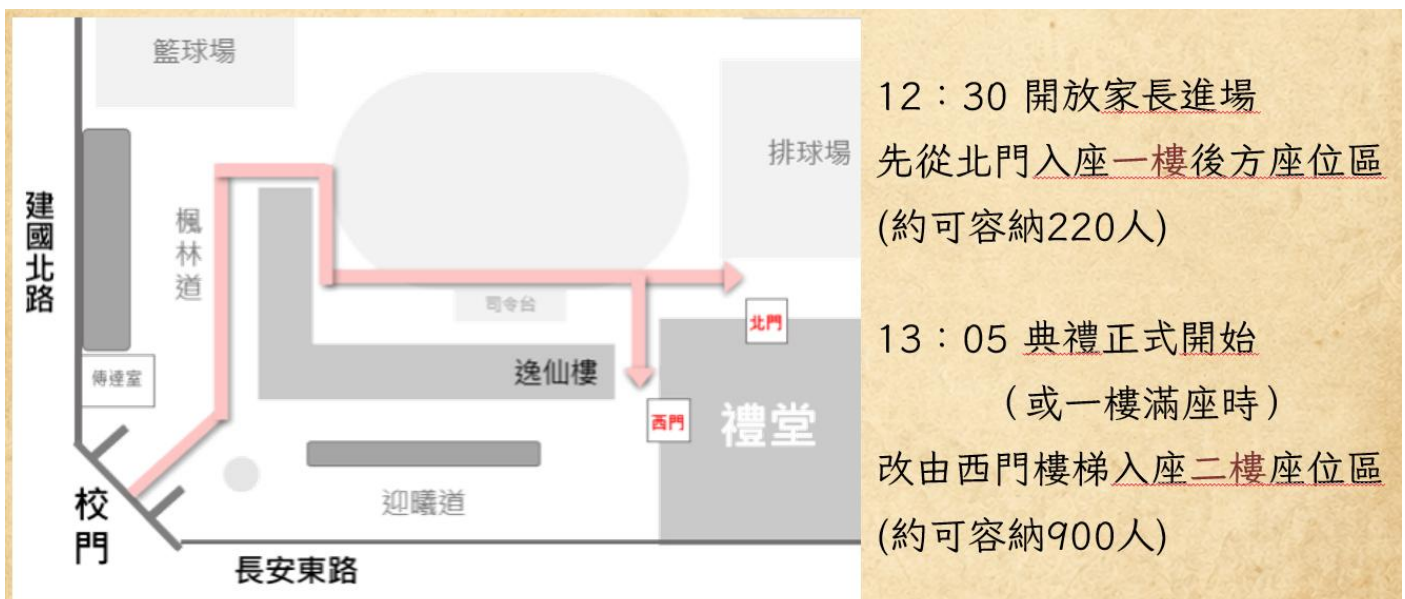 籃球場
排球場
建國北路
楓林道
司令台
北門
傳達室
逸仙樓
西門
禮堂
迎曦道
校門
長安東路
12：30 開放家長進場
先從北門入座一樓後方座位區
(約可容納220人)
13：05 典禮正式開始
（或一樓滿座時）
改由西門樓梯入座二樓座位區
(約可容納900人)